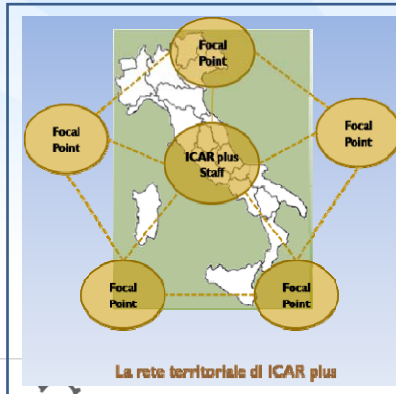 Focal
Point
Focal
Point
Focal
Point
ICAR plus
Staff
Focal
Point
Focal
Point
La rete territoriale di ICAR plus